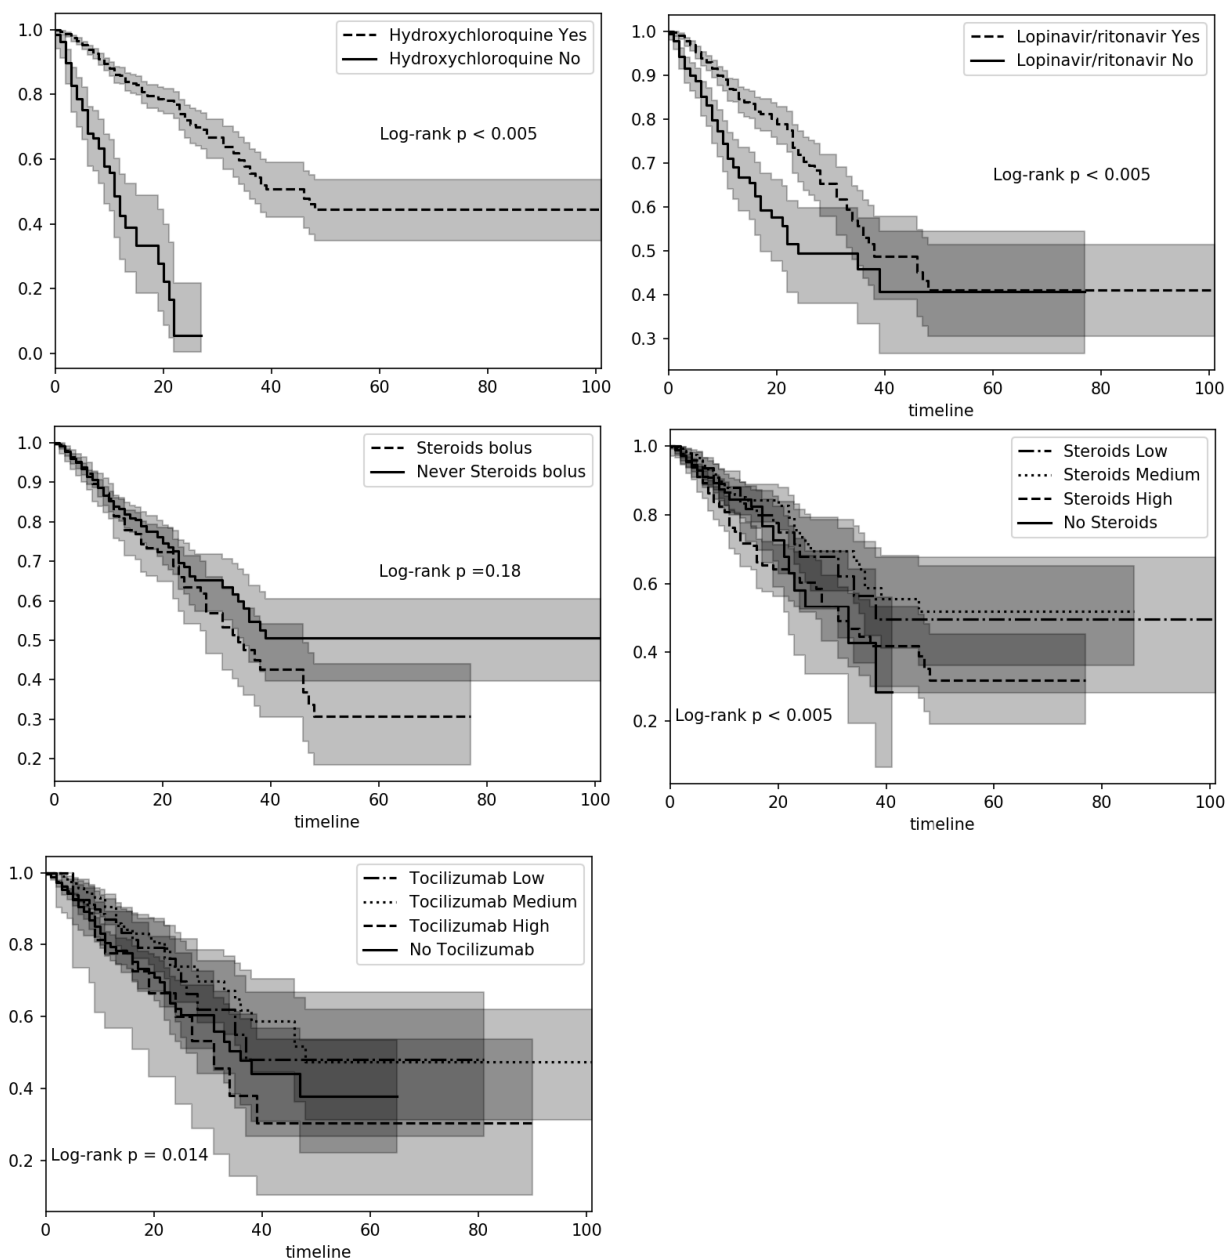 1.0
0.8
0.6
0.4
0.2
0.0
Hydroxychloroquine Yes
Hydroxychloroquine No
Log-rank p < 0.005
0 20 40 60 80 100
1.0
0.9
0.8
0.7
0.6
0.5
0.4
0.3
Lopinavir/ritonavir Yes
Lopinavir/ritonavir No
Log-rank p < 0.005
0 20 40 60 80 100
timeline
1.0
0.9
0.8
0.7
0.6
0.5
0.4
0.3
0.2
Steroids bolus
Never Steroids bolus
Log-rank p =0.18
0 20 40 60 80 100
timeline
1.0
0.8
0.6
0.4
0.2
Steroids Low
Steroids Medium
Steroids High
No Steroids
Log-rank p < 0.005
0 20 40 60 80 100
timeline
1.0
0.8
0.6
0.4
0.2
Tocilizumab Low
Tocilizumab Medium
Tocilizumab High
No Tocilizumab
Log-rank p = 0.014
0 20 40 60 80 100
timeline